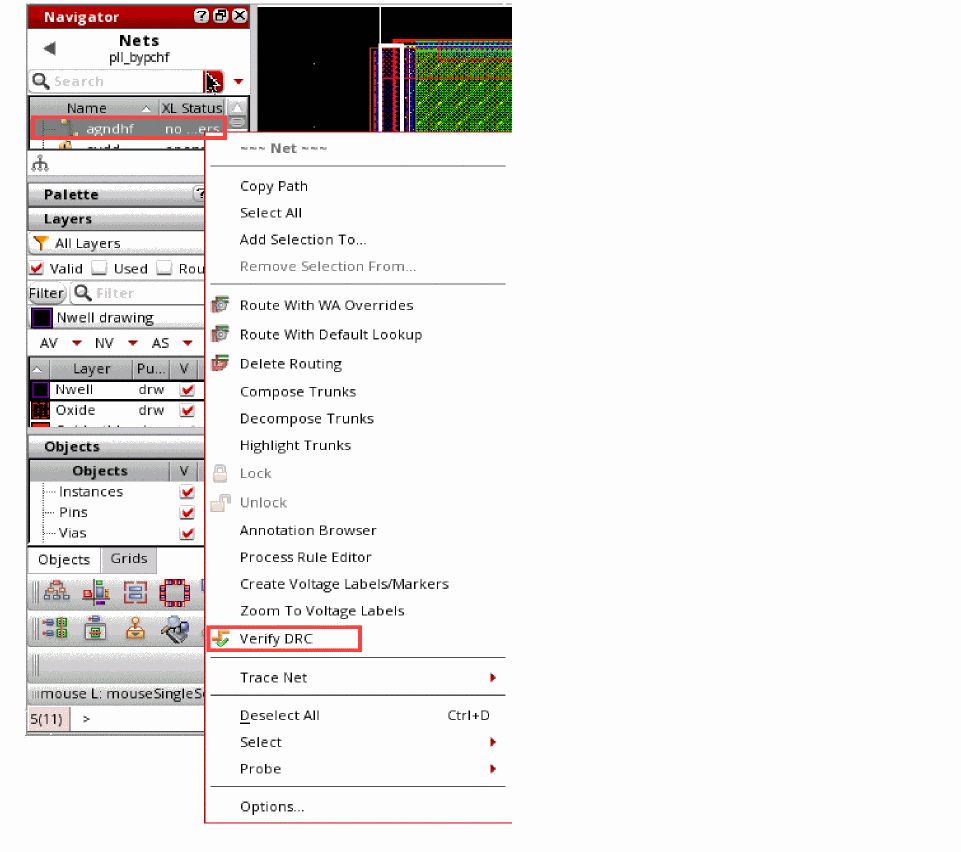 Navigator
Nets
pll_bypchf
Search
Name XL Status
agndhf no ...ers
~~~ Net ~~~
Copy Path
Select All
Add Selection To...
Remove Selection From...
Route With WA Overrides
Route With Default Lookup
Delete Routing
Compose Trunks
Decompose Trunks
Highlight Trunks
Lock
Unlock
Annotation Browser
Process Rule Editor
Create Voltage Labels/Markers
Zoom To Voltage Labels
Verify DRC
Trace Net
Deselect All Ctrl+D
Select
Probe
Options...
Palette
Layers
All Layers
Valid Used Rou
Filter Filter
Nwell drawing
AV NV AS
Layer Pu... V
Nwell drw
Oxide drw
Objects
Objects V
Instances
Pins
Vias
Objects Grids
mouse L: mouseSingleSe
5(11) >